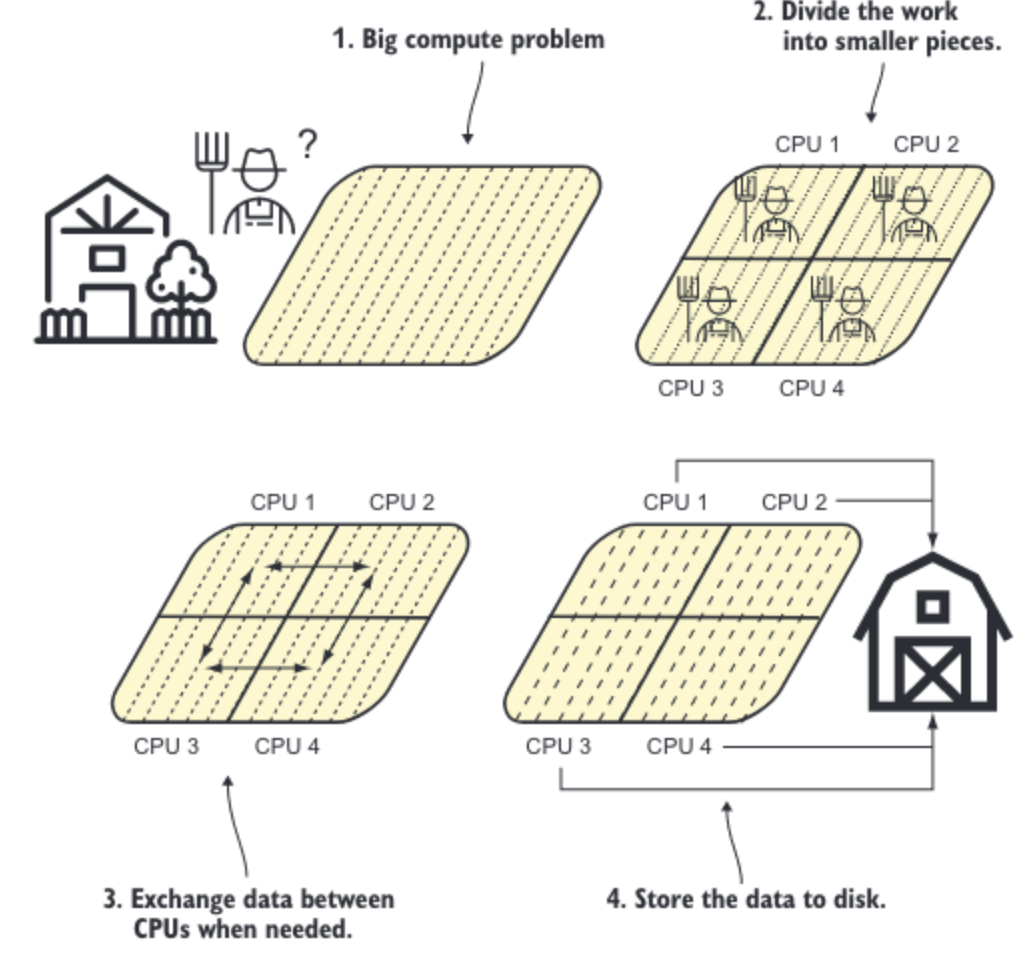 1. Big compute problem
2. Divide the work
into smaller pieces.
?
CPU 1 CPU 2
CPU 3 CPU 4
CPU 1 CPU 2
CPU 3 CPU 4
3. Exchange data between
CPUs when needed.
CPU 1 CPU 2
CPU 3 CPU 4
4. Store the data to disk.